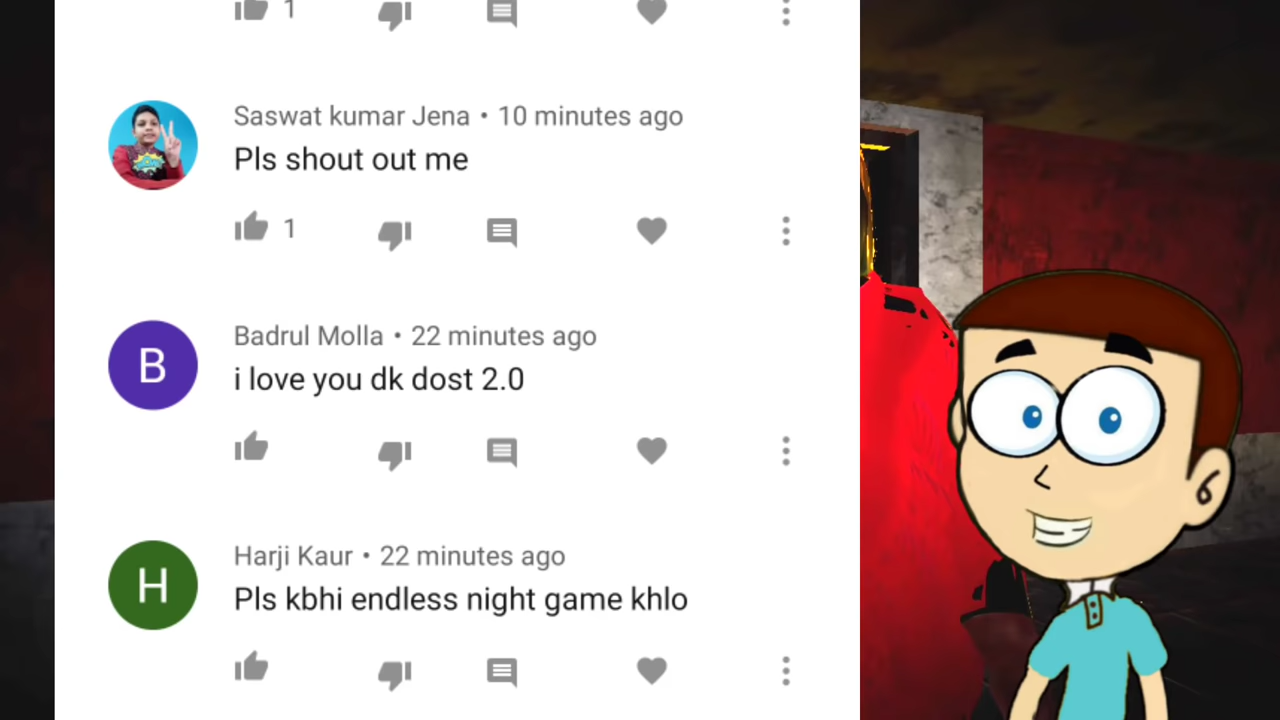 1
Saswat kumar Jena • 10 minutes ago
Pls shout out me
1
B
Badrul Molla • 22 minutes ago
i love you dk dost 2.0
H
Harji Kaur • 22 minutes ago
Pls kbhi endless night game khlo